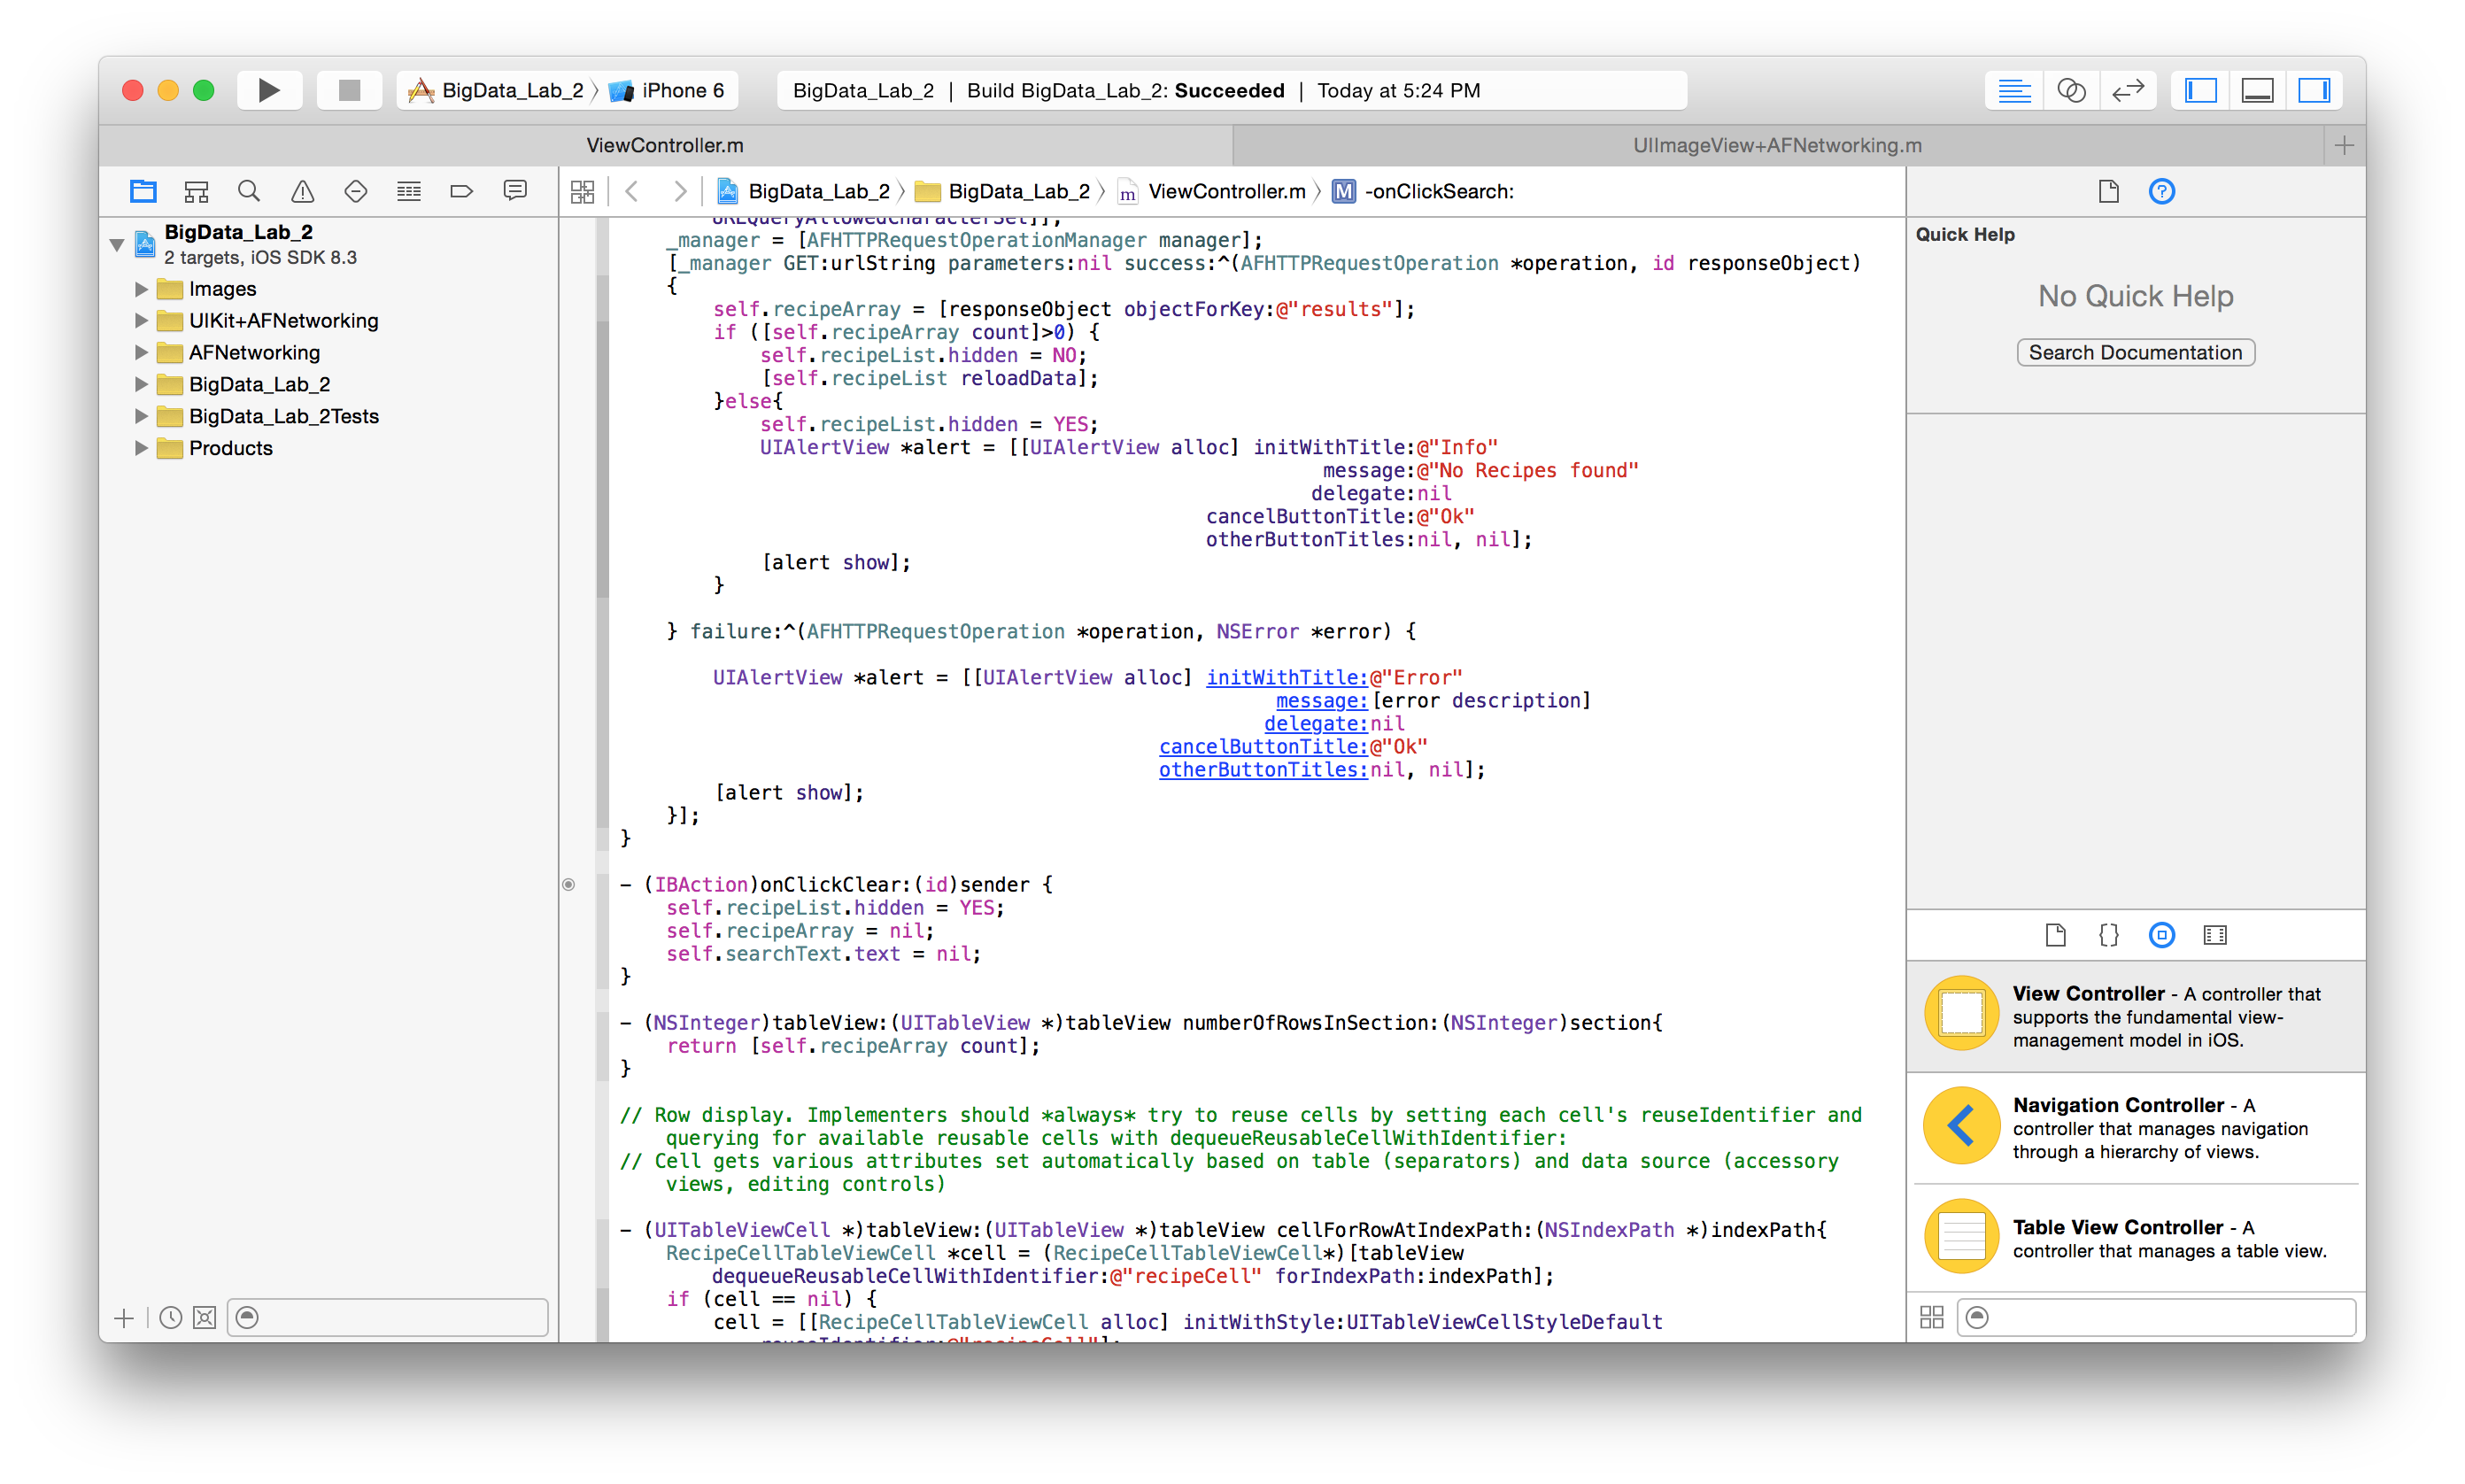 BigData_Lab_2 iPhone 6
BigData_Lab_2 | Build BigData_Lab_2: Succeeded | Today at 5:24 PM
ViewController.m
UIImageView+AFNetworking.m
BigData_Lab_2
2 targets, iOS SDK 8.3
Images
UIKit+AFNetworking
AFNetworking
BigData_Lab_2
BigData_Lab_2Tests
Products
BigData_Lab_2 BigData_Lab_2 m ViewController.m M -onClickSearch:
URLQueryAllowedCharacterSet]];
_manager = [AFHTTPRequestOperationManager manager];
[_manager GET:urlString parameters:nil success:^(AFHTTPRequestOperation *operation, id responseObject)
{
self.recipeArray = [responseObject objectForKey:@"results"];
if ([self.recipeArray count]>0) {
self.recipeList.hidden = NO;
[self.recipeList reloadData];
}else{
self.recipeList.hidden = YES;
UIAlertView *alert = [[UIAlertView alloc] initWithTitle:@"Info"
message:@"No Recipes found"
delegate:nil
cancelButtonTitle:@"Ok"
otherButtonTitles:nil, nil];
[alert show];
}
} failure:^(AFHTTPRequestOperation *operation, NSError *error) {
UIAlertView *alert = [[UIAlertView alloc] initWithTitle:@"Error"
message:[error description]
delegate:nil
cancelButtonTitle:@"Ok"
otherButtonTitles:nil, nil];
[alert show];
}];
}
- (IBAction)onClickClear:(id)sender {
self.recipeList.hidden = YES;
self.recipeArray = nil;
self.searchText.text = nil;
}
- (NSInteger)tableView:(UITableView *)tableView numberOfRowsInSection:(NSInteger)section{
return [self.recipeArray count];
}
// Row display. Implementers should *always* try to reuse cells by setting each cell's reuseIdentifier and
querying for available reusable cells with dequeueReusableCellWithIdentifier:
// Cell gets various attributes set automatically based on table (separators) and data source (accessory
views, editing controls)
- (UITableViewCell *)tableView:(UITableView *)tableView cellForRowAtIndexPath:(NSIndexPath *)indexPath{
RecipeCellTableViewCell *cell = (RecipeCellTableViewCell*)[tableView
dequeueReusableCellWithIdentifier:@"recipeCell" forIndexPath:indexPath];
if (cell == nil) {
cell = [[RecipeCellTableViewCell alloc] initWithStyle:UITableViewCellStyleDefault
reuseIdentifier:@"recipeCell"];
Quick Help
No Quick Help
Search Documentation
{}
View Controller - A controller that
supports the fundamental view-
management model in iOS.
Navigation Controller - A
controller that manages navigation
through a hierarchy of views.
Table View Controller - A
controller that manages a table view.